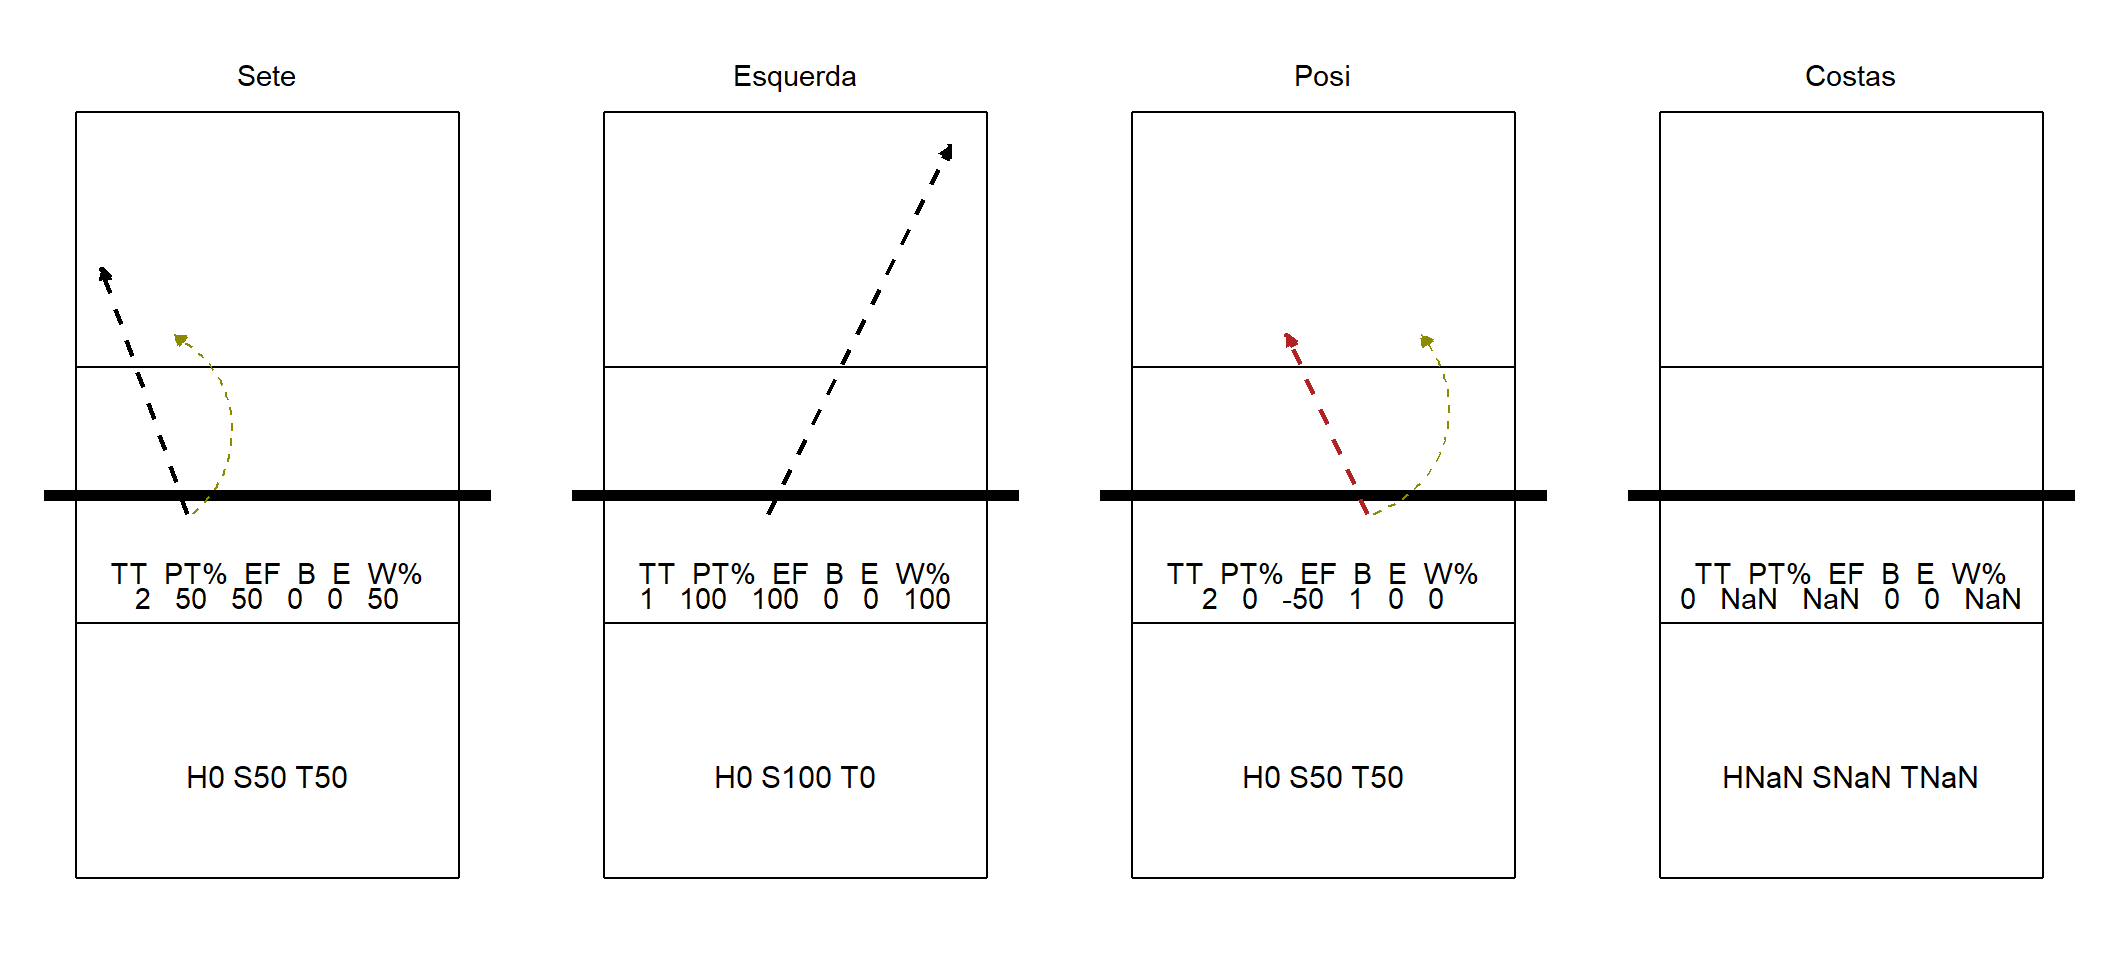 Sete
TT PT% EF B E W%
2 50 50 0 0 50
H0 S50 T50
Esquerda
TT PT% EF B E W%
1 100 100 0 0 100
H0 S100 T0
Posi
TT PT% EF B E W%
2 0 -50 1 0 0
H0 S50 T50
Costas
TT PT% EF B E W%
0 NaN NaN 0 0 NaN
HNaN SNaN TNaN